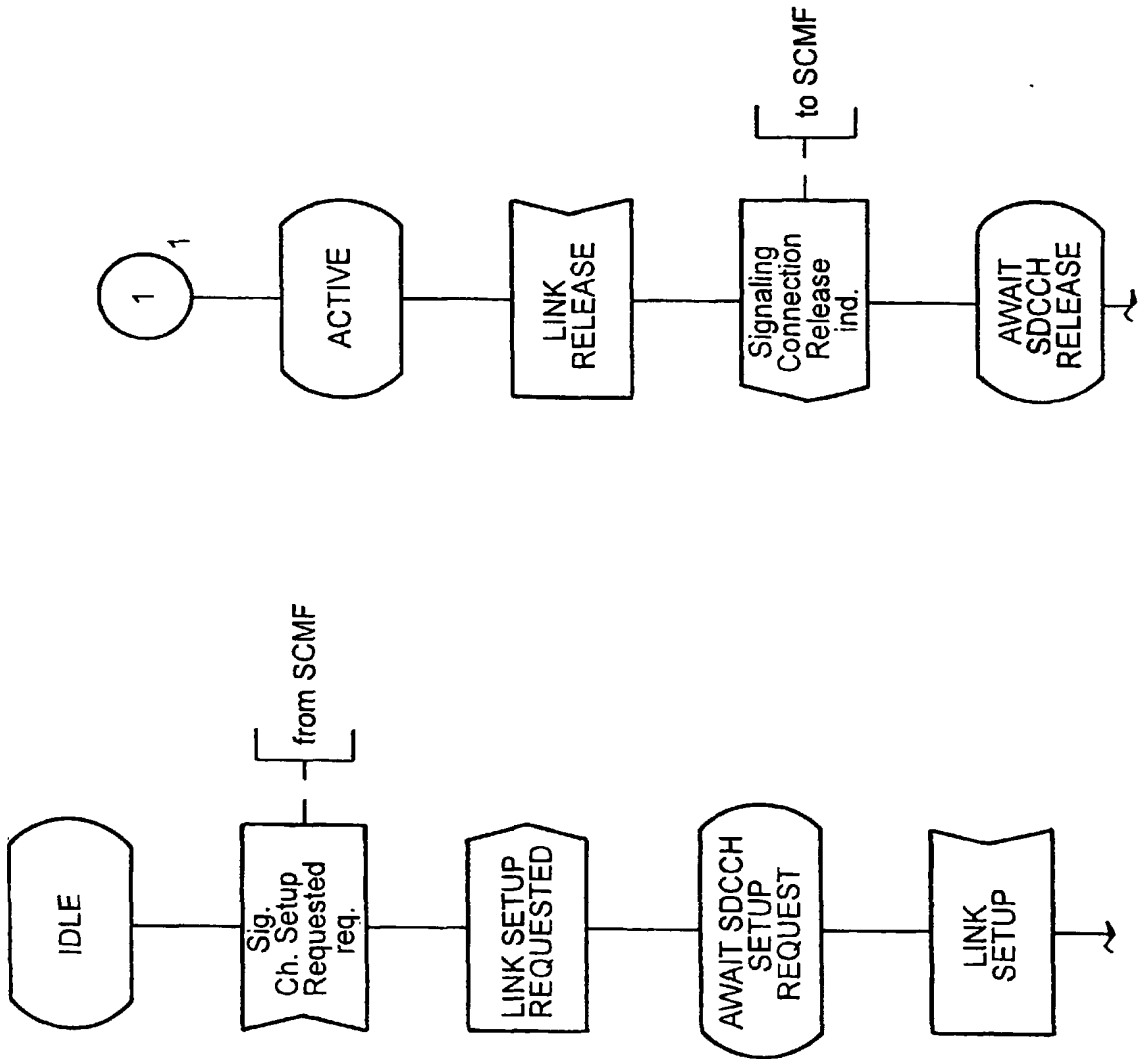 IDLE
Sig.
Ch. Setup
Requested
req.
from SCMF
LINK SETUP
REQUESTED
AWAIT SDCCH
SETUP
REQUEST
LINK
SETUP
1
1
ACTIVE
LINK
RELEASE
Signaling
Connection
Release
ind.
to SCMF
AWAIT
SDCCH
RELEASE